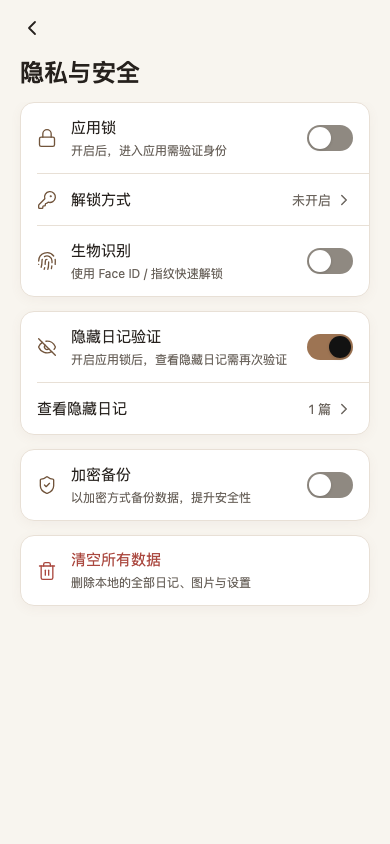 隐私与安全
应用锁
开启后，进入应用需验证身份
解锁方式
未开启
生物识别
使用 Face ID / 指纹快速解锁
隐藏日记验证
开启应用锁后，查看隐藏日记需再次验证
查看隐藏日记
1 篇
加密备份
以加密方式备份数据，提升安全性
清空所有数据
删除本地的全部日记、图片与设置